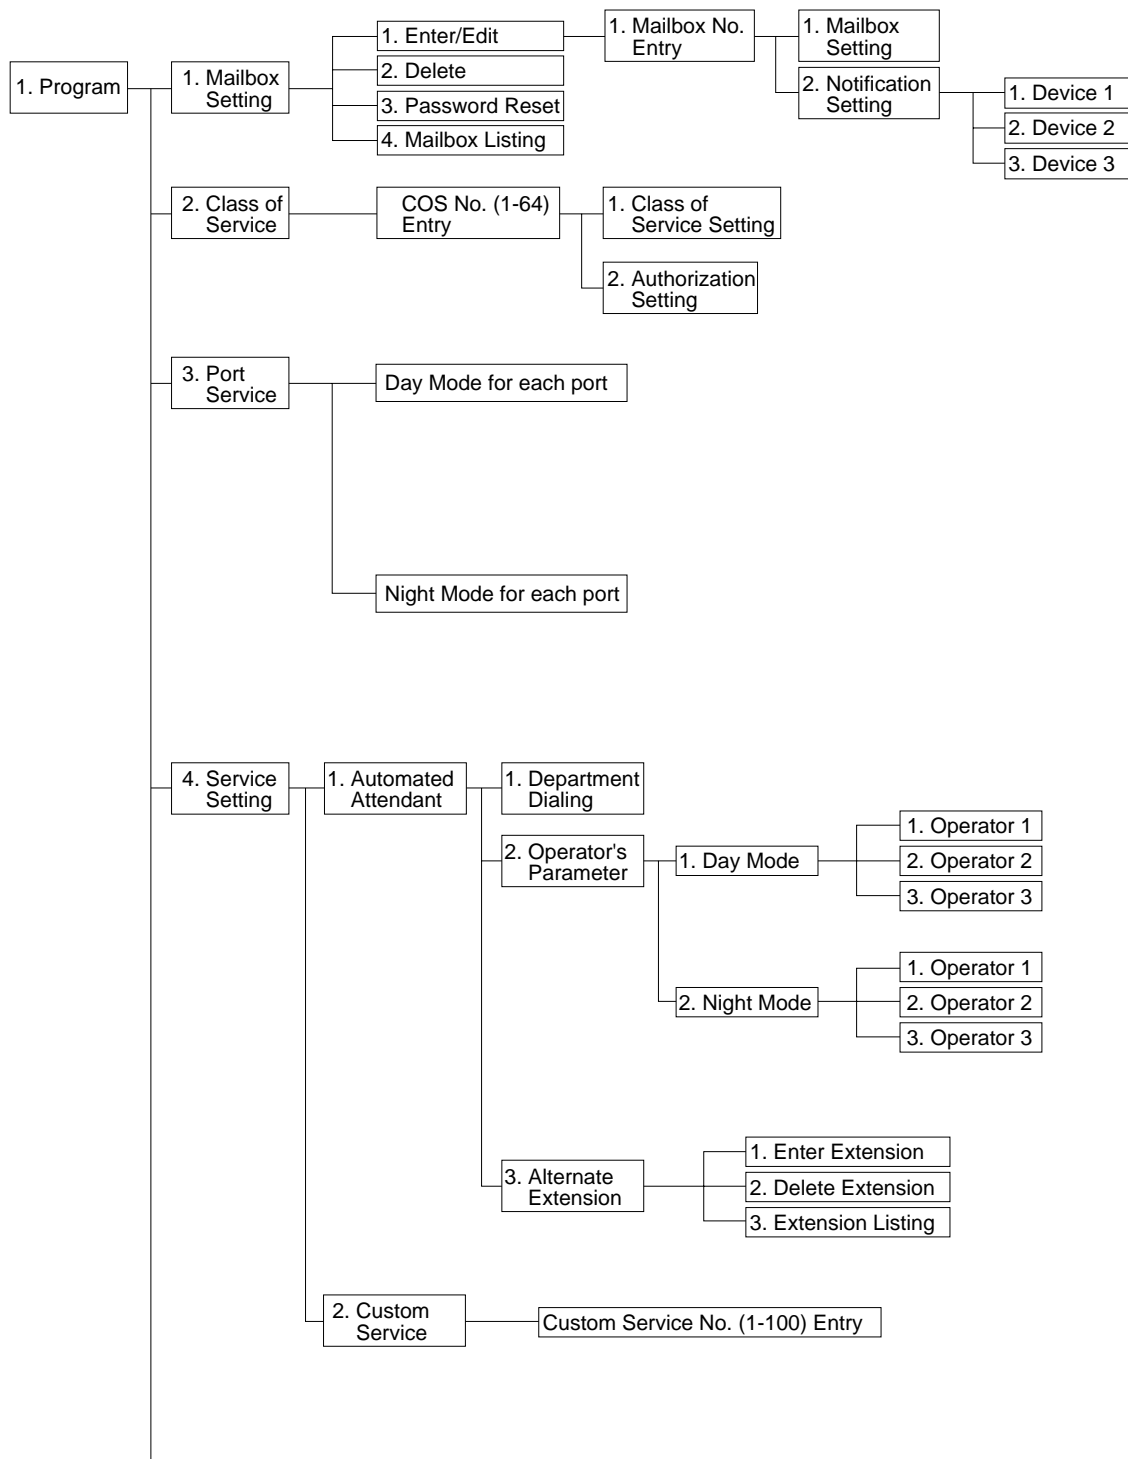 1. Program
1. Mailbox
Setting
1. Enter/Edit
2. Delete
3. Password Reset
4. Mailbox Listing
1. Mailbox No.
Entry
1. Mailbox
Setting
2. Notification
Setting
1. Device 1
2. Device 2
3. Device 3
2. Class of
Service
COS No. (1-64)
Entry
1. Class of
Service Setting
2. Authorization
Setting
3. Port
Service
Day Mode for each port
Night Mode for each port
4. Service
Setting
1. Automated
Attendant
1. Department
Dialing
2. Operator's
Parameter
1. Day Mode
1. Operator 1
2. Operator 2
3. Operator 3
2. Night Mode
1. Operator 1
2. Operator 2
3. Operator 3
3. Alternate
Extension
1. Enter Extension
2. Delete Extension
3. Extension Listing
2. Custom
Service
Custom Service No. (1-100) Entry